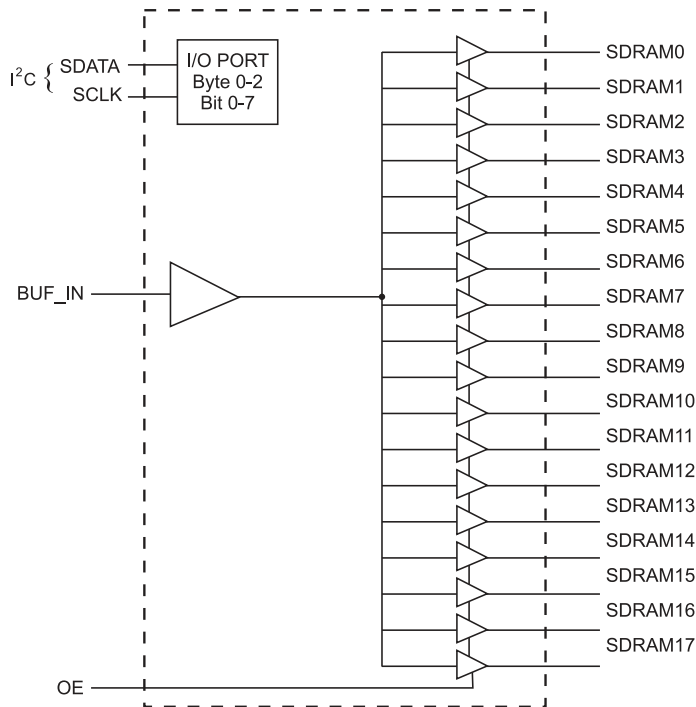 I²C { SDATA
SCLK
I/O PORT
Byte 0-2
Bit 0-7
BUF_IN
OE
SDRAM0
SDRAM1
SDRAM2
SDRAM3
SDRAM4
SDRAM5
SDRAM6
SDRAM7
SDRAM8
SDRAM9
SDRAM10
SDRAM11
SDRAM12
SDRAM13
SDRAM14
SDRAM15
SDRAM16
SDRAM17